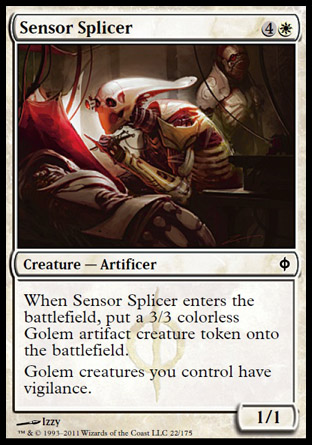 Sensor Splicer 4
Creature — Artificer
When Sensor Splicer enters the
battlefield, put a 3/3 colorless
Golem artifact creature token onto
the battlefield.
Golem creatures you control have
vigilance.
1/1
Izzy
™ & © 1993–2011 Wizards of the Coast LLC 22/175